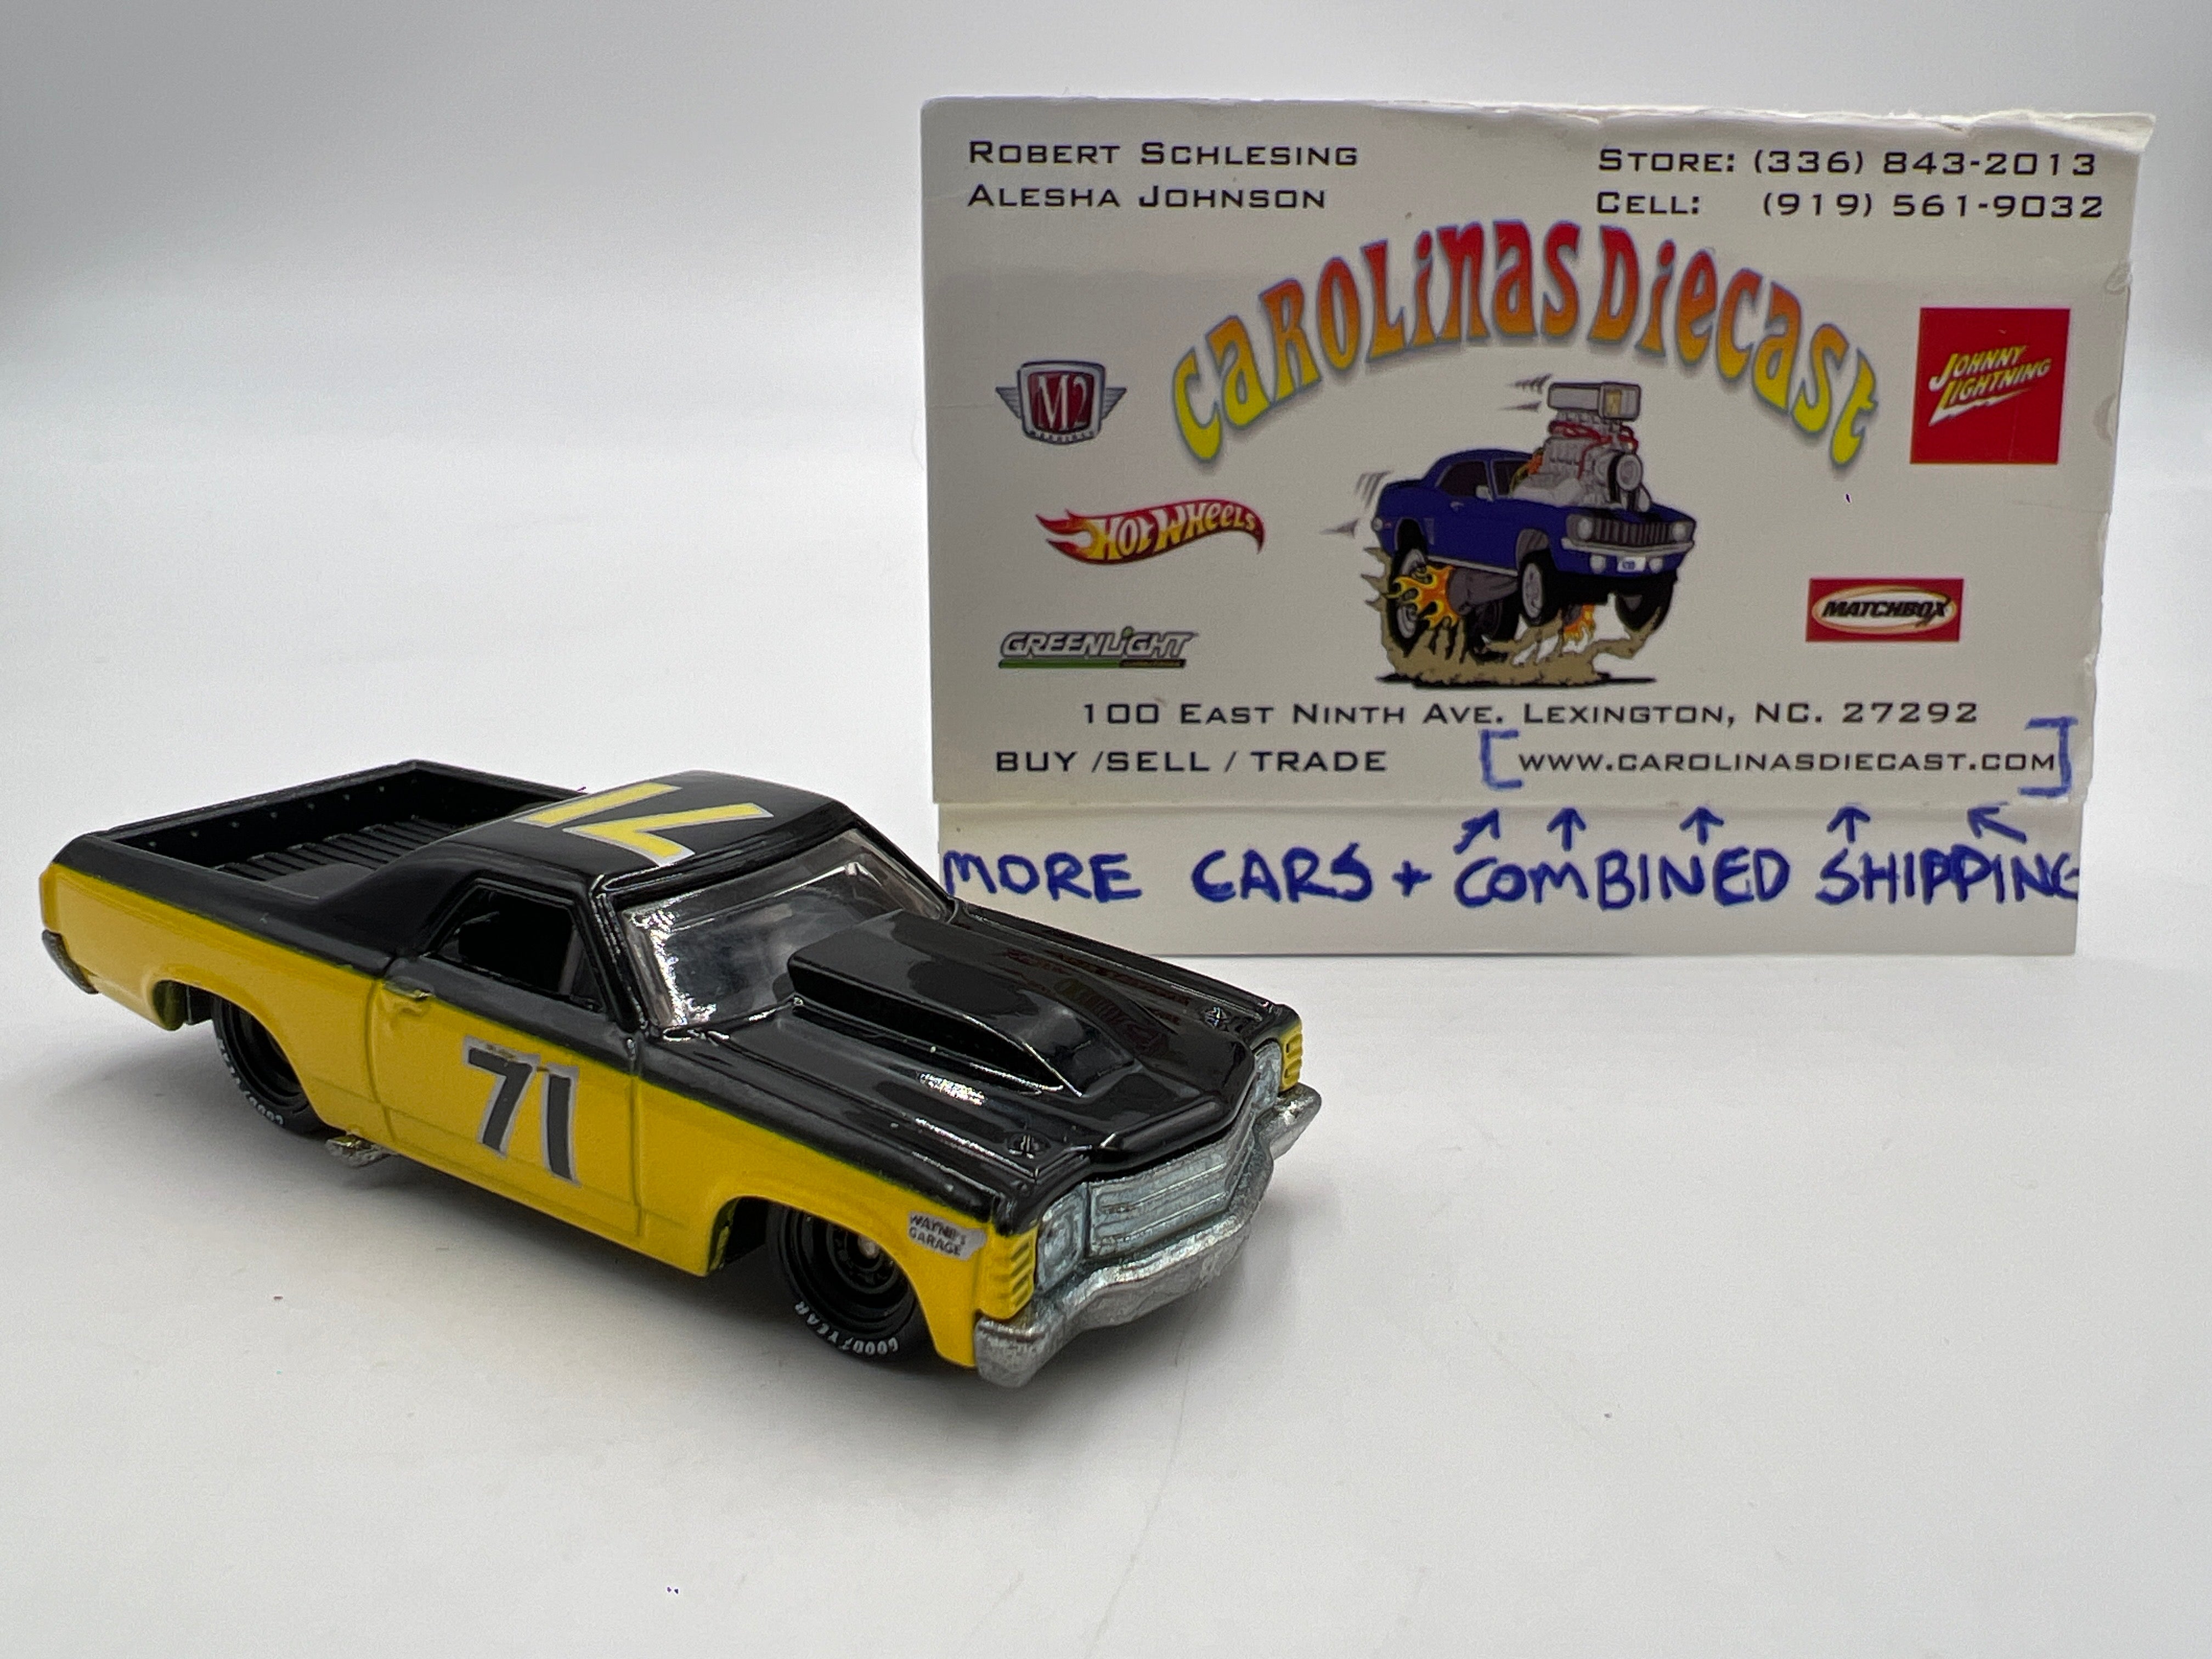 ROBERT SCHLESING
ALESHA JOHNSON
STORE: (336) 843-2013
CELL: (919) 561-9032
CAROLINAS DIECAST
M2
JOHNNY LIGHTNING
HOT WHEELS
MATCHBOX
GREENLIGHT
100 EAST NINTH AVE. LEXINGTON, NC. 27292
BUY /SELL / TRADE
[WWW.CAROLINASDIECAST.COM]
MORE CARS + COMBINED SHIPPING
71
71
WAYNE'S
GARAGE
GOODYEAR
GOODYEAR